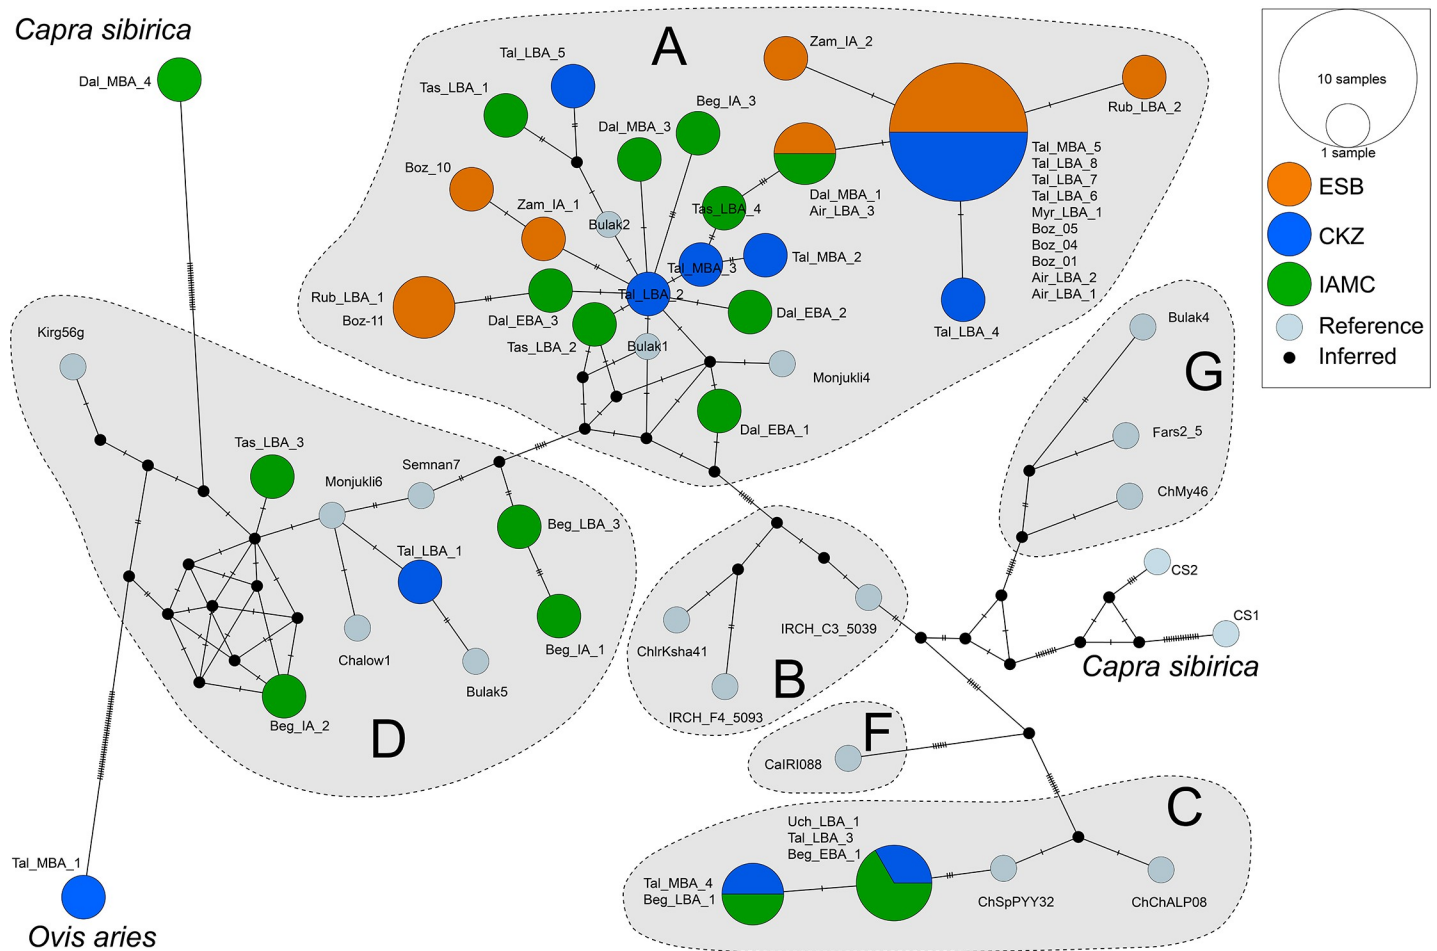 Capra sibirica
Dal_MBA_4
A
Tal_LBA_5
Tas_LBA_1
Dal_MBA_3
Beg_IA_3
Zam_IA_2
Rub_LBA_2
Boz_10
Zam_IA_1
Bulak2
Tas_LBA_4
Dal_MBA_1
Air_LBA_3
Tal_MBA_5
Tal_LBA_8
Tal_LBA_7
Tal_LBA_6
Myr_LBA_1
Boz_05
Boz_04
Boz_01
Air_LBA_2
Air_LBA_1
Tal_MBA_3
Tal_MBA_2
Rub_LBA_1
Boz-11
Dal_EBA_3
Tal_LBA_2
Dal_EBA_2
Tal_LBA_4
Tas_LBA_2
Bulak1
Monjukli4
Dal_EBA_1
10 samples
1 sample
ESB
CKZ
IAMC
Reference
Inferred
G
Bulak4
Fars2_5
ChMy46
Kirg56g
Tas_LBA_3
Monjukli6
Semnan7
Beg_LBA_3
Tal_LBA_1
Beg_IA_1
Chalow1
Bulak5
Beg_IA_2
D
ChIrKsha41
IRCH_C3_5039
IRCH_F4_5093
B
CS2
CS1
Capra sibirica
F
CaIRI088
C
Uch_LBA_1
Tal_LBA_3
Beg_EBA_1
Tal_MBA_4
Beg_LBA_1
ChSpPYY32
ChChALP08
Tal_MBA_1
Ovis aries